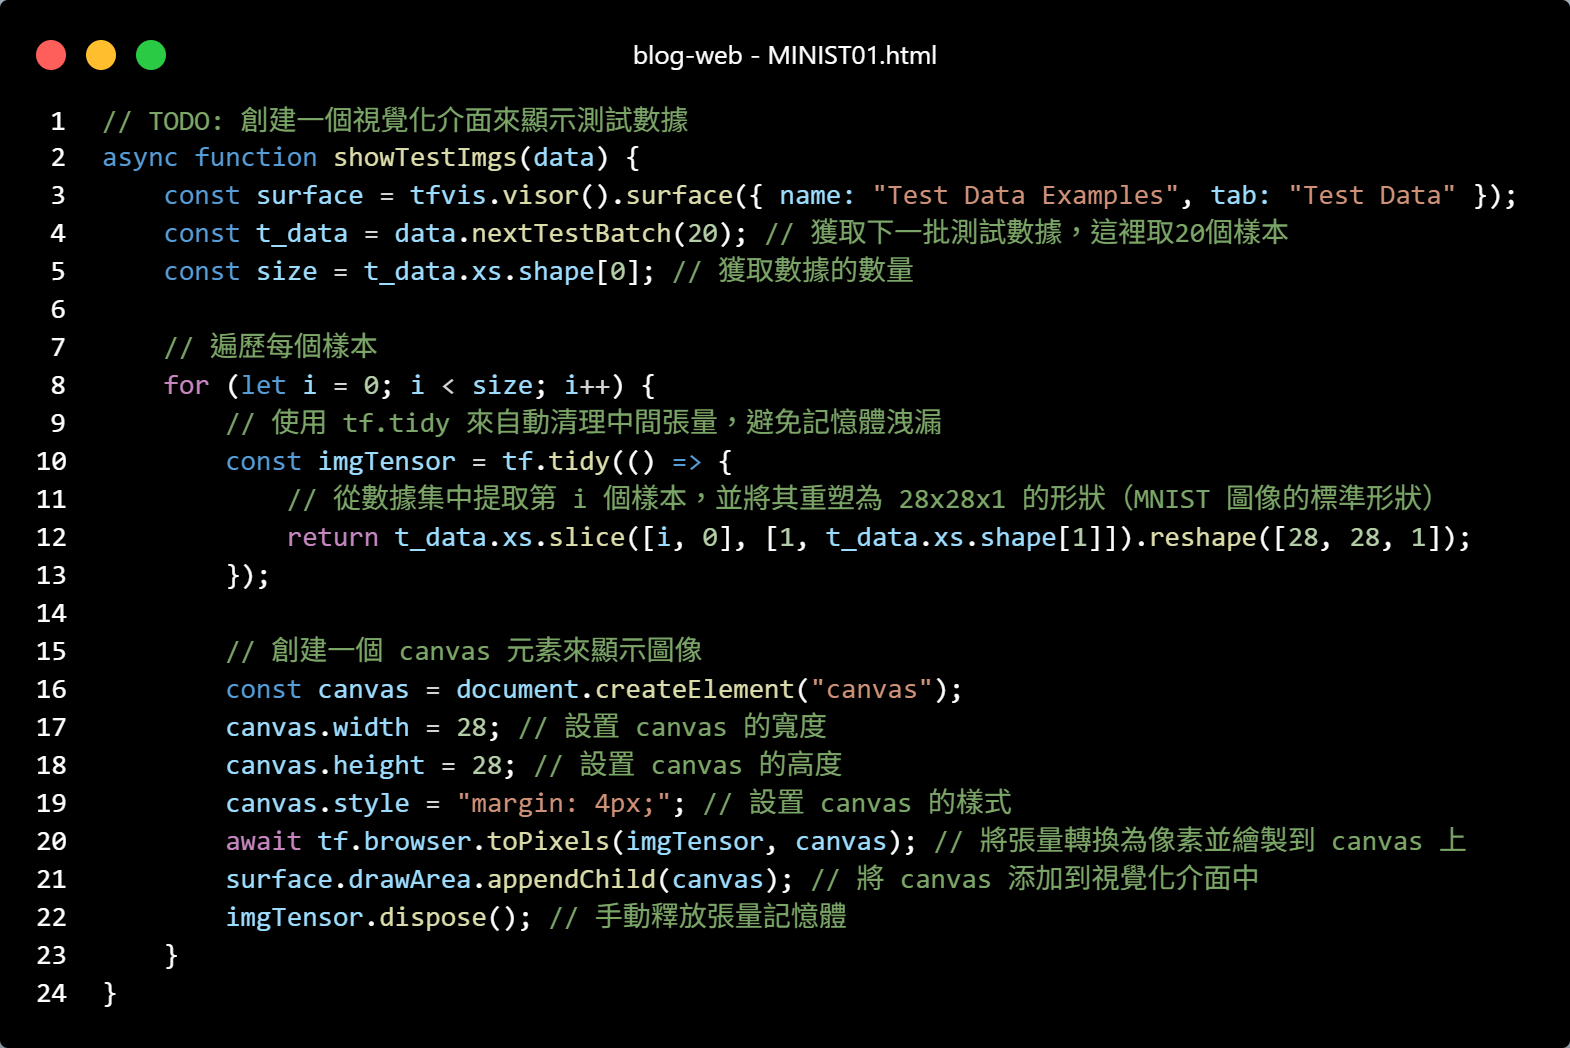 blog-web - MINIST01.html
1 // TODO: 創建一個視覺化介面來顯示測試數據
2 async function showTestImgs(data) {
3     const surface = tfvis.visor().surface({ name: "Test Data Examples", tab: "Test Data" });
4     const t_data = data.nextTestBatch(20); // 獲取下一批測試數據，這裡取20個樣本
5     const size = t_data.xs.shape[0]; // 獲取數據的數量
6
7     // 遍歷每個樣本
8     for (let i = 0; i < size; i++) {
9         // 使用 tf.tidy 來自動清理中間張量，避免記憶體洩漏
10         const imgTensor = tf.tidy(() => {
11             // 從數據集中提取第 i 個樣本，並將其重塑為 28x28x1 的形狀（MNIST 圖像的標準形狀）
12             return t_data.xs.slice([i, 0], [1, t_data.xs.shape[1]]).reshape([28, 28, 1]);
13         });
14
15         // 創建一個 canvas 元素來顯示圖像
16         const canvas = document.createElement("canvas");
17         canvas.width = 28; // 設置 canvas 的寬度
18         canvas.height = 28; // 設置 canvas 的高度
19         canvas.style = "margin: 4px;"; // 設置 canvas 的樣式
20         await tf.browser.toPixels(imgTensor, canvas); // 將張量轉換為像素並繪製到 canvas 上
21         surface.drawArea.appendChild(canvas); // 將 canvas 添加到視覺化介面中
22         imgTensor.dispose(); // 手動釋放張量記憶體
23     }
24 }